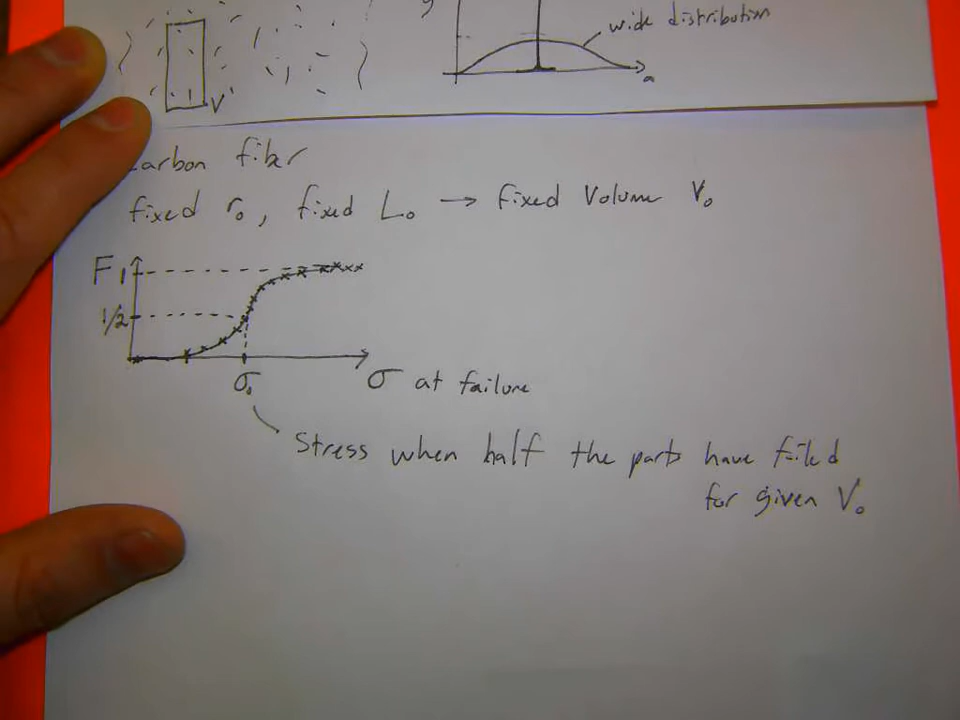 wide distribution
a
V
carbon fiber
fixed r₀, fixed L₀ → fixed Volume V₀
F 1
1/2
σ₀
σ at failure
Stress when half the parts have failed
for given V₀